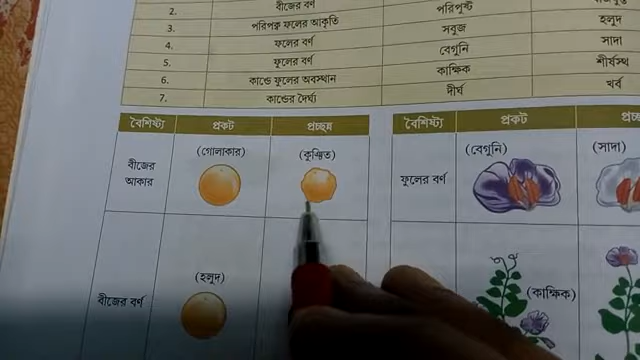 2. বীজের বর্ণ
3. পরিপক্ব ফলের আকৃতি পরিপুষ্ট
4. ফলের বর্ণ সবুজ হলুদ
5. ফুলের বর্ণ বেগুনি সাদা
6. কান্ডে ফুলের অবস্থান কাক্ষিক শীর্ষস্থ
7. কান্ডের দৈর্ঘ্য দীর্ঘ খর্ব
বৈশিষ্ট্য প্রকট প্রচ্ছন্ন
বীজের আকার
(গোলাকার) (কুঞ্চিত)
বীজের বর্ণ
(হলুদ)
বৈশিষ্ট্য প্রকট
ফুলের বর্ণ
(বেগুনি) (সাদা)
(কাক্ষিক)